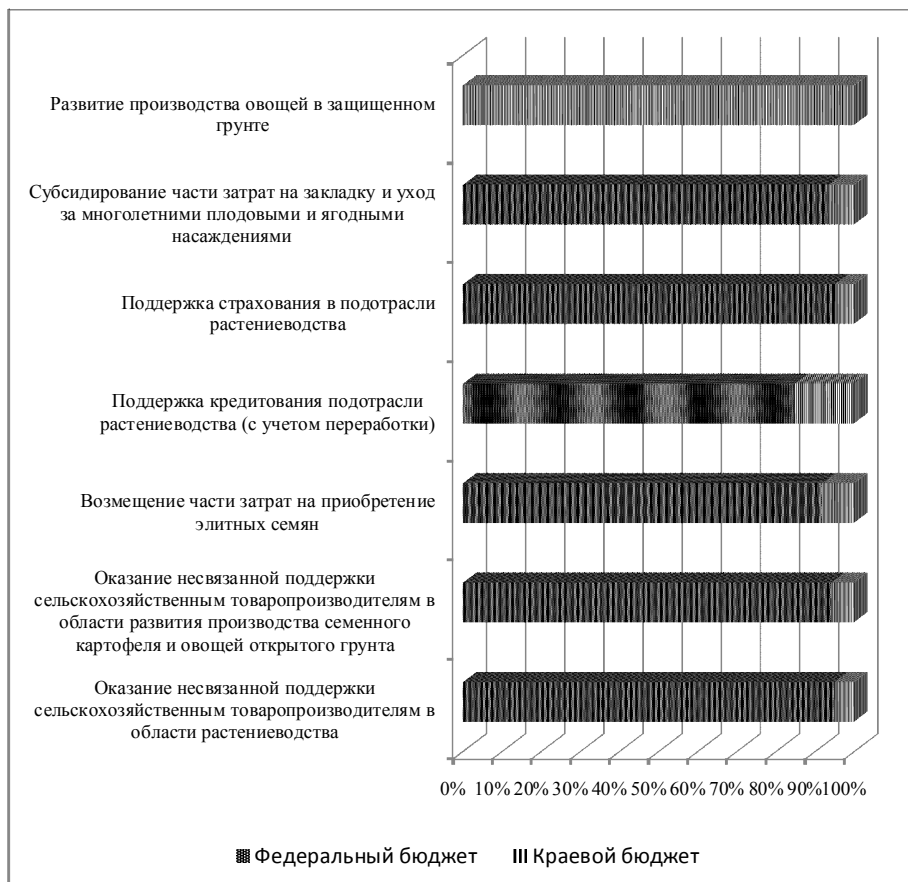 Развитие производства овощей в защищенном
грунте
Субсидирование части затрат на закладку и уход
за многолетними плодовыми и ягодными
насаждениями
Поддержка страхования в подотрасли
растениеводства
Поддержка кредитования подотрасли
растениеводства (с учетом переработки)
Возмещение части затрат на приобретение
элитных семян
Оказание несвязанной поддержки
сельскохозяйственным товаропроизводителям в
области развития производства семенного
картофеля и овощей открытого грунта
Оказание несвязанной поддержки
сельскохозяйственным товаропроизводителям в
области растениеводства
0% 10% 20% 30% 40% 50% 60% 70% 80% 90% 100%
Федеральный бюджет Краевой бюджет